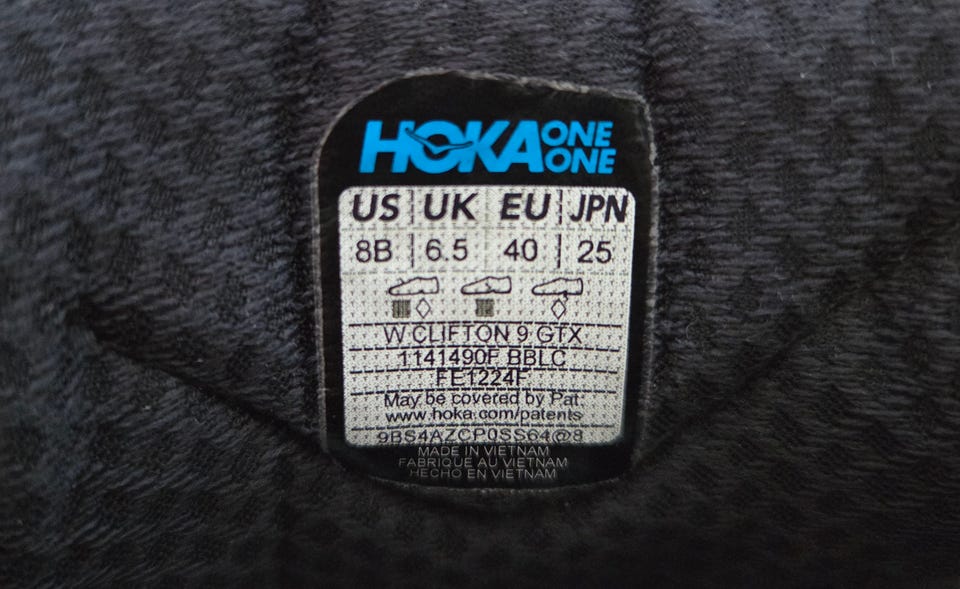 HOKA ONE ONE
US UK EU JPN
8B 6.5 40 25
W CLIFTON 9 GTX
1141490F BBLC
FE1224F
May be covered by Pat.
www.hoka.com/patents
9BS4AZCP0SS64@8
MADE IN VIETNAM
FABRIQUE AU VIETNAM
HECHO EN VIETNAM